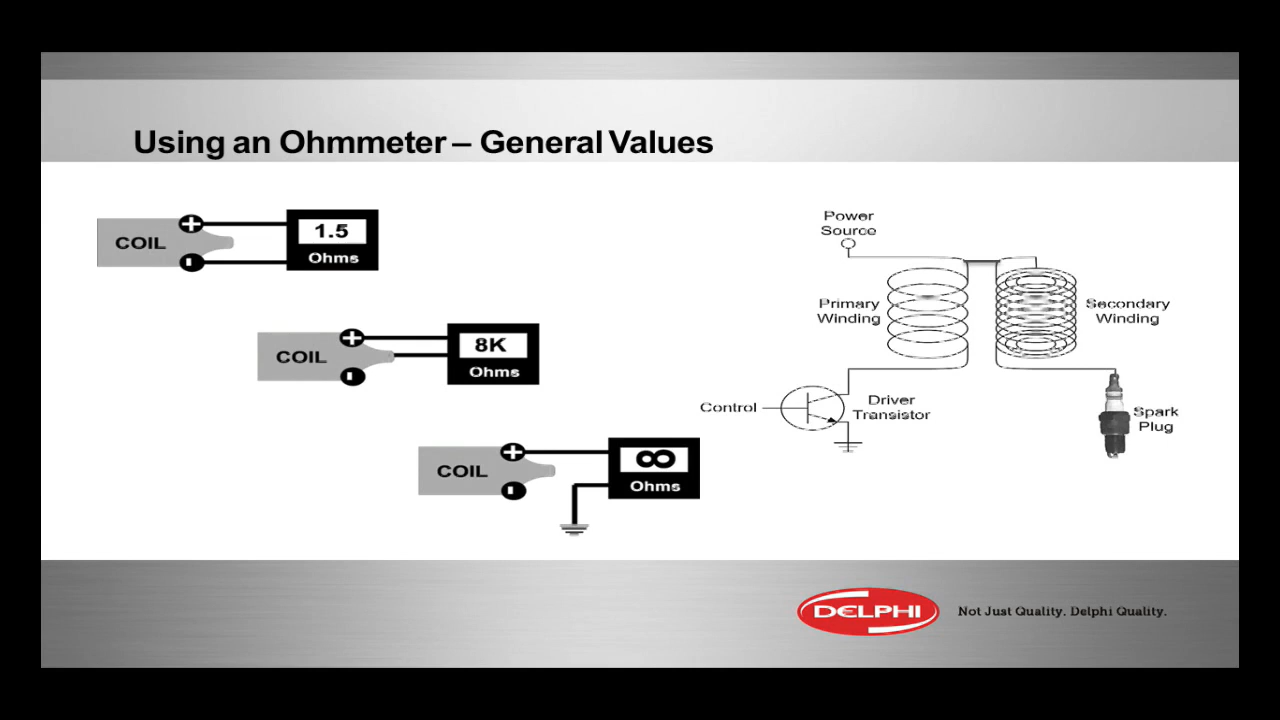 Using an Ohmmeter – General Values
COIL
+
-
1.5
Ohms
COIL
+
-
8K
Ohms
COIL
+
-
∞
Ohms
Power
Source
Primary
Winding
Secondary
Winding
Control
Driver
Transistor
Spark
Plug
DELPHI
Not Just Quality. Delphi Quality.